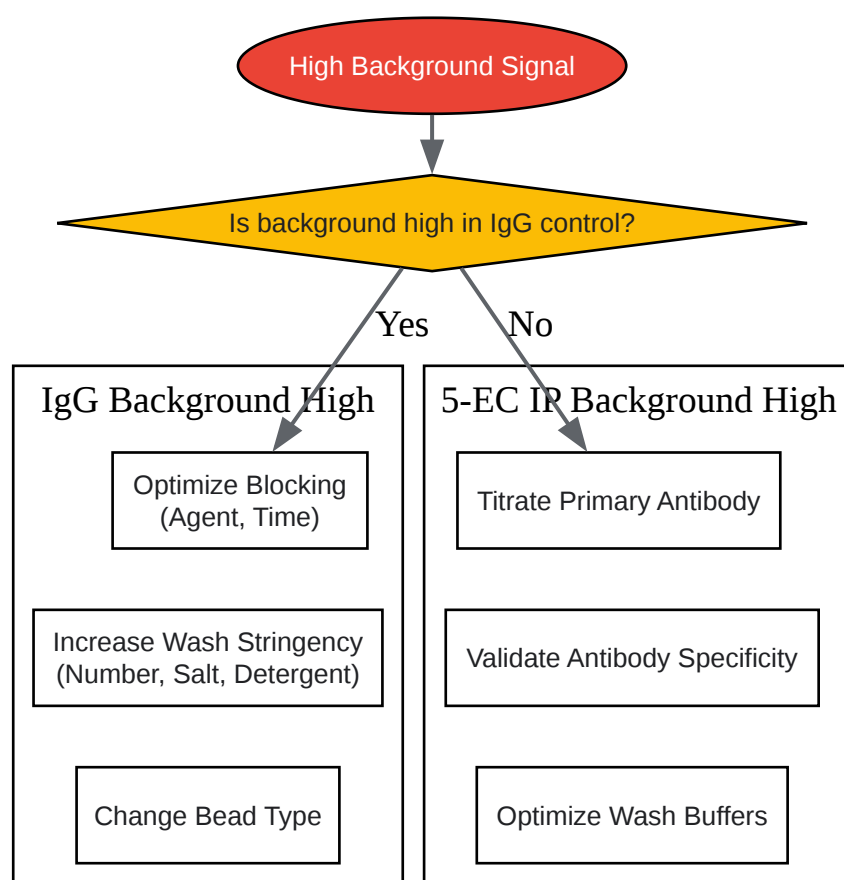 High Background Signal
Is background high in IgG control?
Yes
No
IgG Background High
Optimize Blocking
(Agent, Time)
Increase Wash Stringency
(Number, Salt, Detergent)
Change Bead Type
5-EC IP Background High
Titrate Primary Antibody
Validate Antibody Specificity
Optimize Wash Buffers